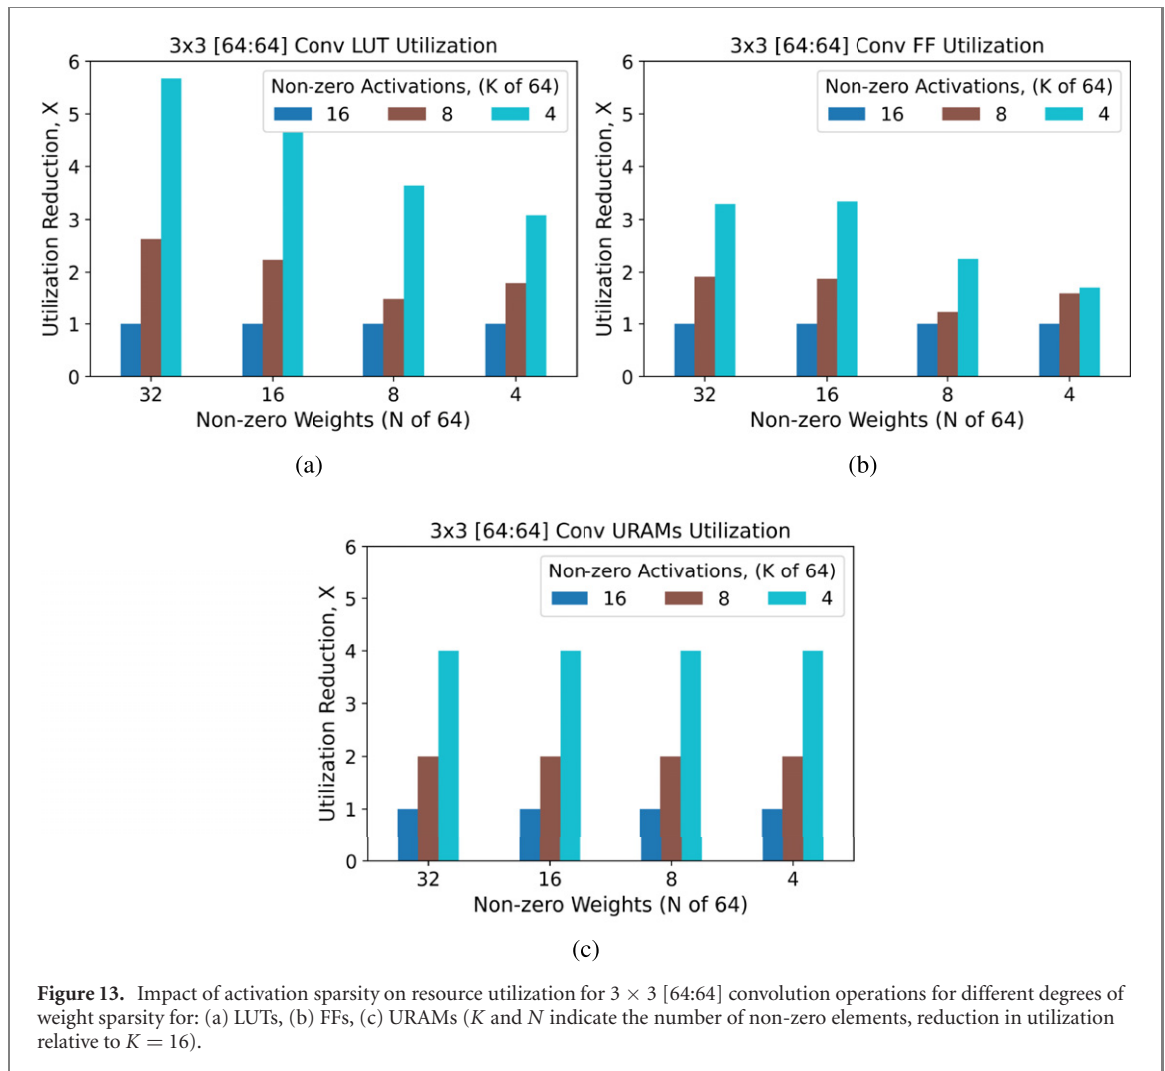 3x3 [64:64] Conv LUT Utilization
Utilization Reduction, X
6
5
4
3
2
1
0
Non-zero Activations, (K of 64)
16 8 4
32 16 8 4
Non-zero Weights (N of 64)
(a)
3x3 [64:64] Conv FF Utilization
Utilization Reduction, X
6
5
4
3
2
1
0
Non-zero Activations, (K of 64)
16 8 4
32 16 8 4
Non-zero Weights (N of 64)
(b)
3x3 [64:64] Conv URAMs Utilization
Utilization Reduction, X
6
5
4
3
2
1
0
Non-zero Activations, (K of 64)
16 8 4
32 16 8 4
Non-zero Weights (N of 64)
(c)
Figure 13. Impact of activation sparsity on resource utilization for 3 × 3 [64:64] convolution operations for different degrees of
weight sparsity for: (a) LUTs, (b) FFs, (c) URAMs (K and N indicate the number of non-zero elements, reduction in utilization
relative to K = 16).